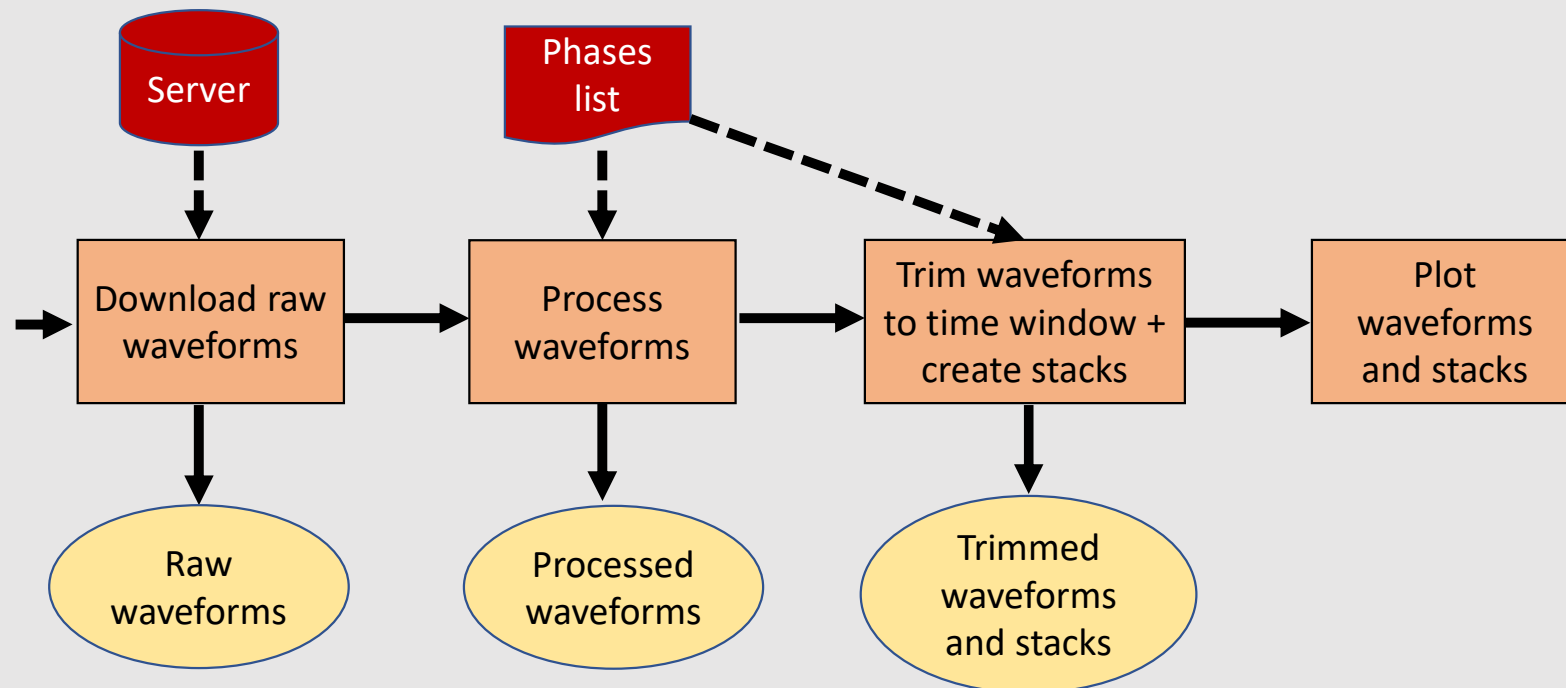 Server
Phases
list
Download raw
waveforms
Process
waveforms
Trim waveforms
to time window +
create stacks
Plot
waveforms
and stacks
Raw
waveforms
Processed
waveforms
Trimmed
waveforms
and stacks